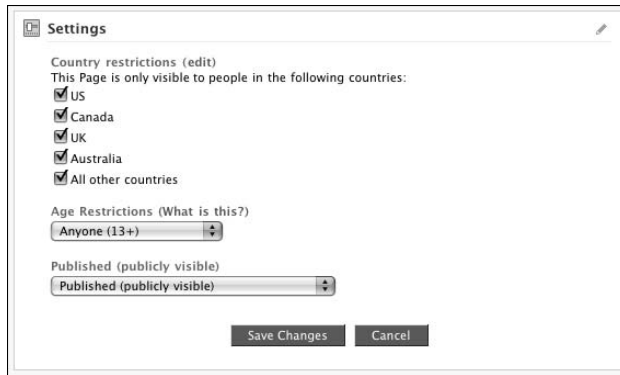 Settings
Country restrictions (edit)
This Page is only visible to people in the following countries:
US
Canada
UK
Australia
All other countries
Age Restrictions (What is this?)
Anyone (13+)
Published (publicly visible)
Published (publicly visible)
Save Changes
Cancel